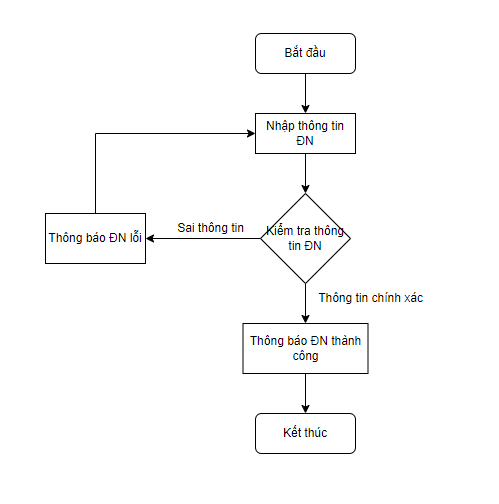 Bắt đầu
Nhập thông tin
ĐN
Kiểm tra thông
tin ĐN
Sai thông tin
Thông báo ĐN lỗi
Thông tin chính xác
Thông báo ĐN thành
công
Kết thúc